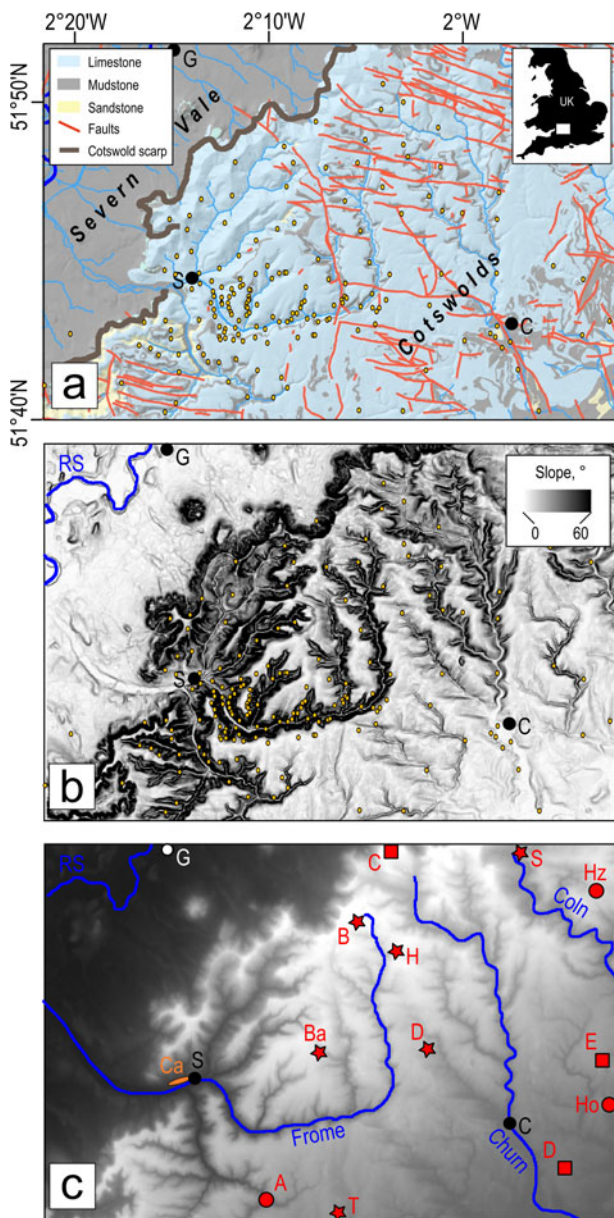 2°20'W
2°10'W
2°W
51°50'
51°40'
Limestone
Mudstone
Sandstone
Faults
Cotswold scarp
G
UK
Severn Vale
S
Cotswolds
C
a
RS
G
Slope, °
0
60
S
C
b
RS
G
C
S
Hz
Coln
B
H
Ba
D
E
Ca
S
Ho
Frome
C
Churn
D
A
T
c